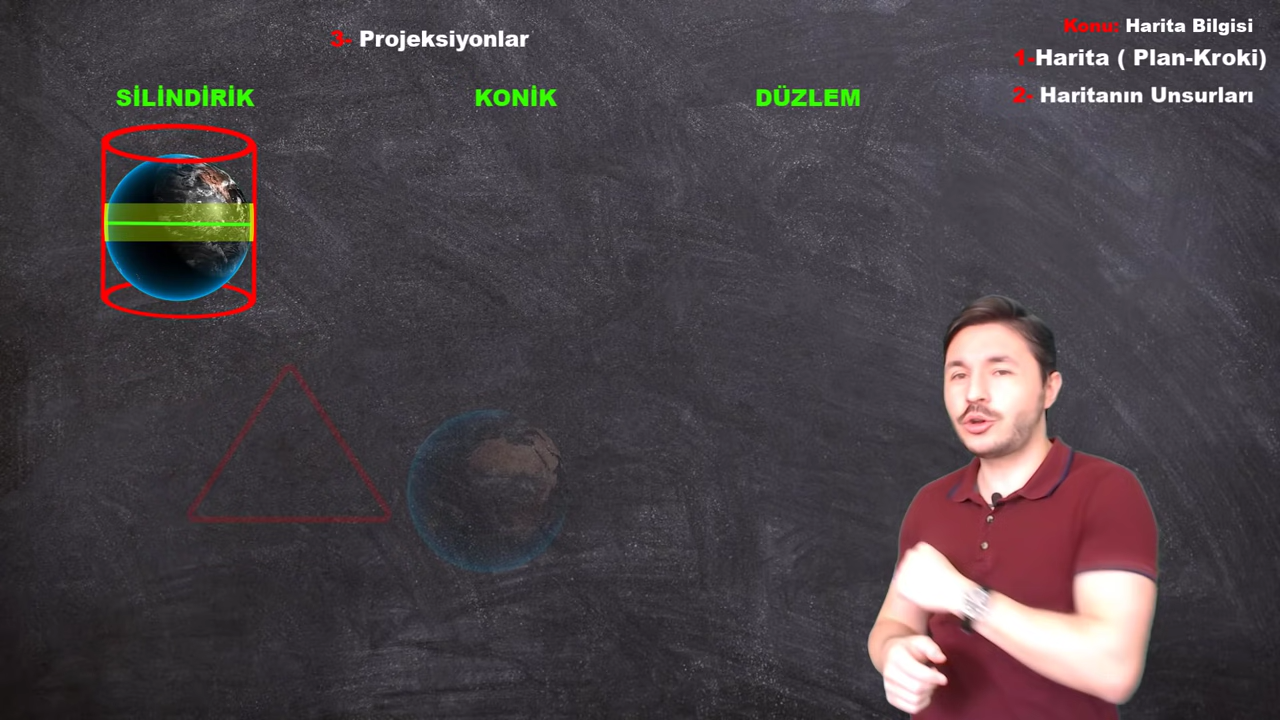 3- Projeksiyonlar
Konu: Harita Bilgisi
1-Harita ( Plan-Kroki)
2- Haritanın Unsurları
SİLİNDİRİK
KONİK
DÜZLEM